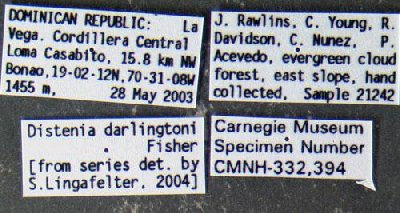 DOMINICAN REPUBLIC: La
Vega. Cordillera Central
Loma Casabito, 15.8 km NW
Bonao, 19-02-12N, 70-31-08W
1455 m, 28 May 2003
J. Rawlins, C. Young, R.
Davidson, C. Nunez, P.
Acevedo, evergreen cloud
forest, east slope, hand
collected, Sample 21242
Distenia darlingtoni
Fisher
[from series det. by
S.Lingafelter, 2004]
Carnegie Museum
Specimen Number
CMNH-332,394